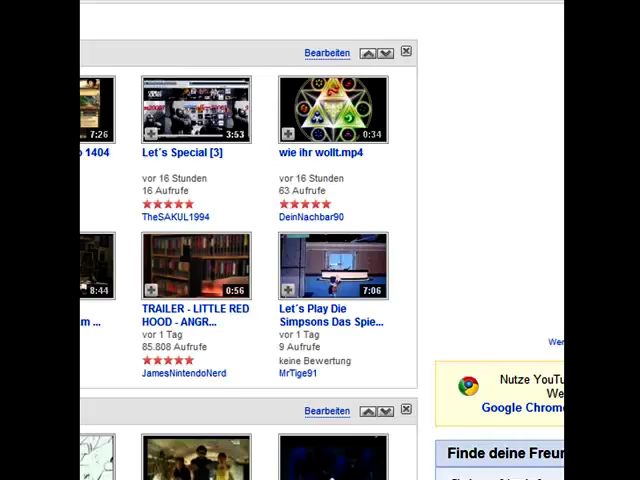 Bearbeiten
7:26
3:53
0:34
o 1404
Let´s Special [3]
wie ihr wollt.mp4
vor 16 Stunden
vor 16 Stunden
16 Aufrufe
63 Aufrufe
TheSAKUL1994
DeinNachbar90
8:44
0:56
7:06
m ...
TRAILER - LITTLE RED
HOOD - ANGR...
Let´s Play Die
Simpsons Das Spie...
vor 1 Tag
vor 1 Tag
85.808 Aufrufe
9 Aufrufe
keine Bewertung
JamesNintendoNerd
MrTige91
Wer
Nutze YouTu
We
Google Chrome
Bearbeiten
Finde deine Freun